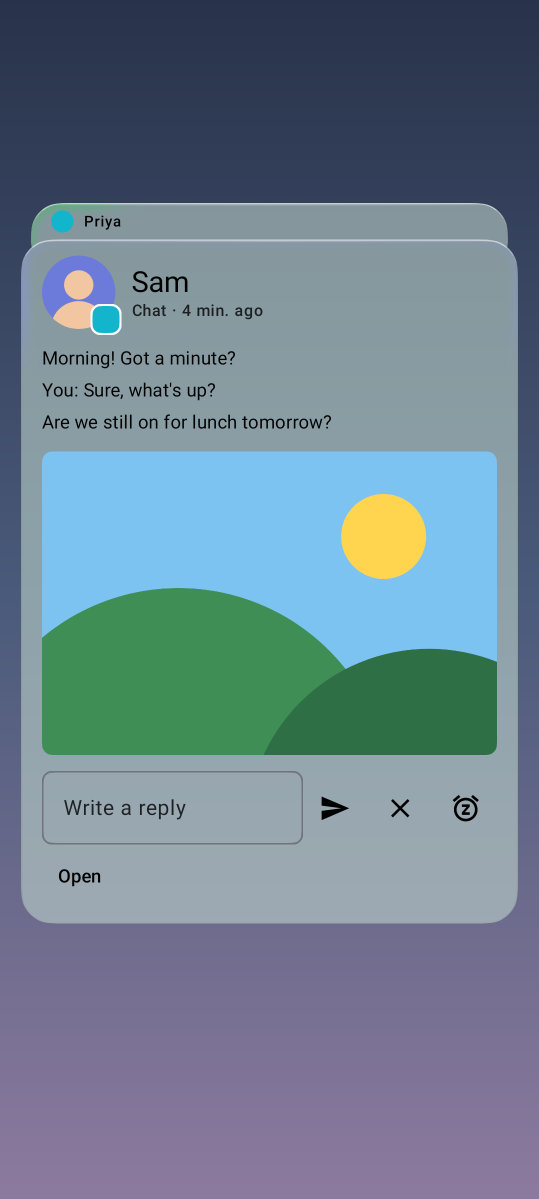 Priya
Sam
Chat · 4 min. ago
Morning! Got a minute?
You: Sure, what's up?
Are we still on for lunch tomorrow?
Write a reply
Open